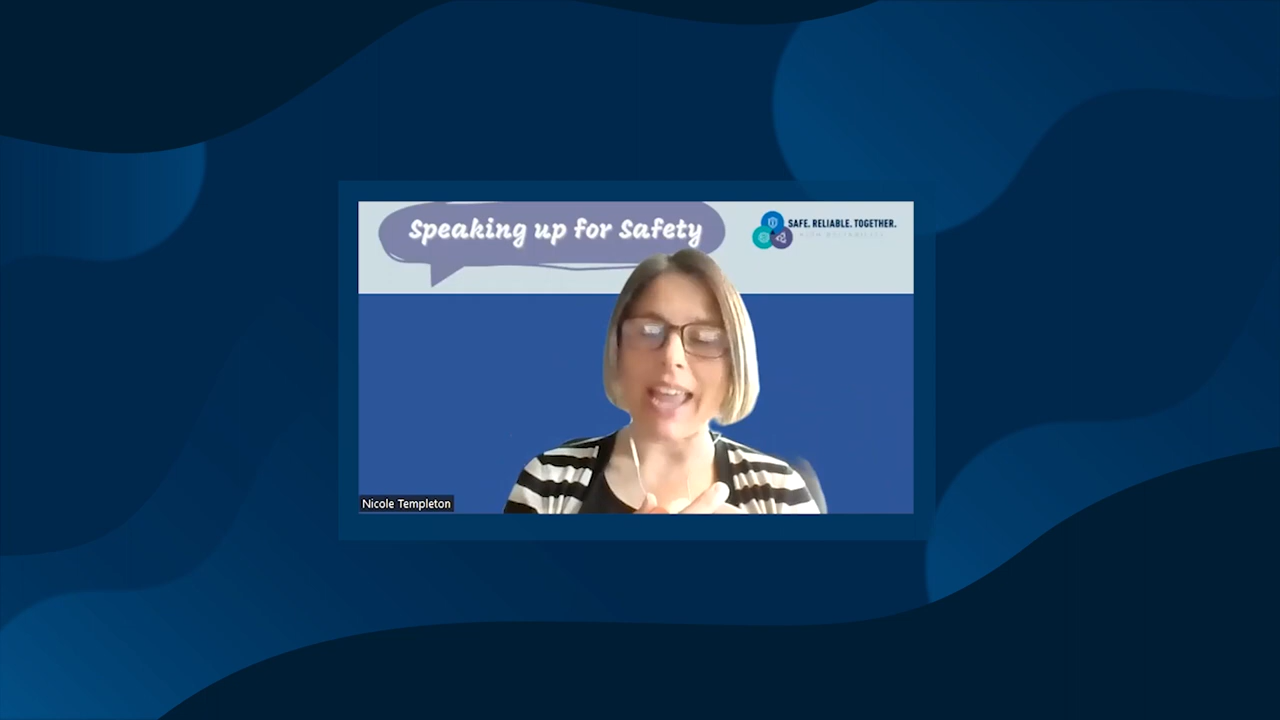 Speaking up for Safety
SAFE. RELIABLE. TOGETHER.
Nicole Templeton